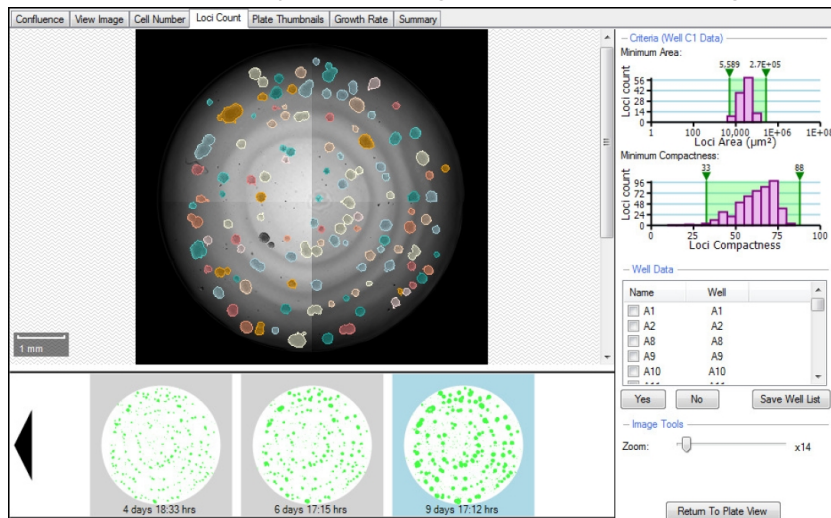 Confluence View Image Cell Number Loci Count Plate Thumbnails Growth Rate Summary
1 mm
4 days 18:33 hrs 6 days 17:15 hrs 9 days 17:12 hrs
Criteria (Well C1 Data)
Minimum Area:
5,589 2.7E+05
Loci count
56
42
28
14
0
1 100 10,000 1E+06 1E+08
Loci Area (µm²)
Minimum Compactness:
33 88
Loci count
96
72
48
24
0
0 25 50 75 100
Loci Compactness
Well Data
Name Well
A1 A1
A2 A2
A8 A8
A9 A9
A10 A10
Yes No Save Well List
Image Tools
Zoom: x14
Return To Plate View